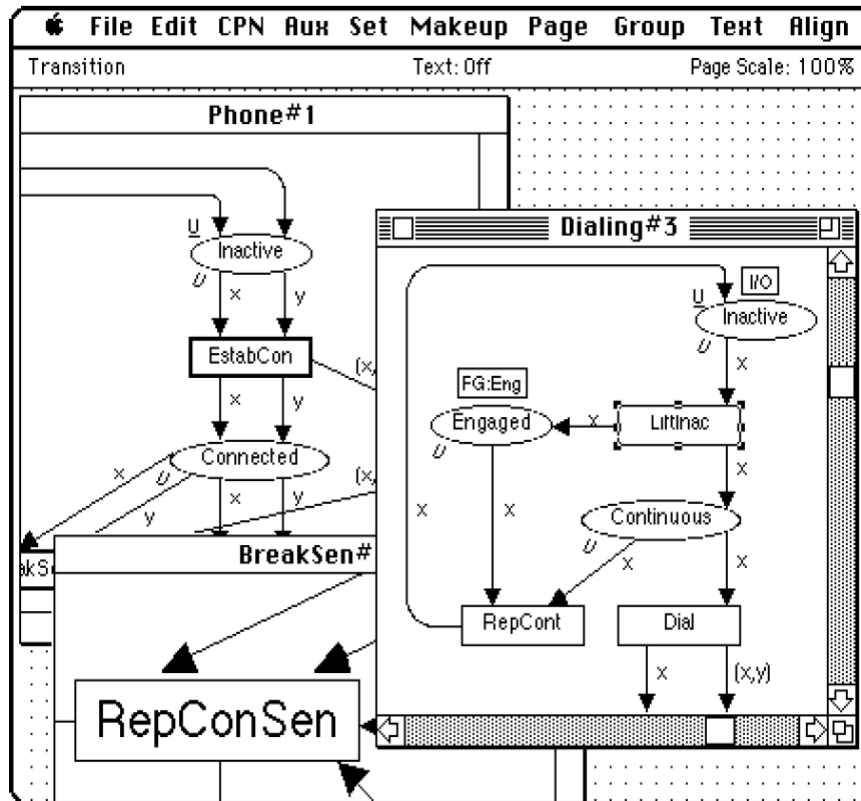 File Edit CPN Aux Set Makeup Page Group Text Align
Transition Text: Off Page Scale: 100%
Phone#1
U
Inactive
U
x y
EstabCon
(x,
x y
Connected
U
x
y
x y
(x,
akSe
BreakSen#
RepConSen
Dialing#3
I/O
U
Inactive
U
x
FG:Eng
Engaged
U
x
LiftInac
x
Continuous
U
x
x
x
x
RepCont
Dial
x
(x,y)